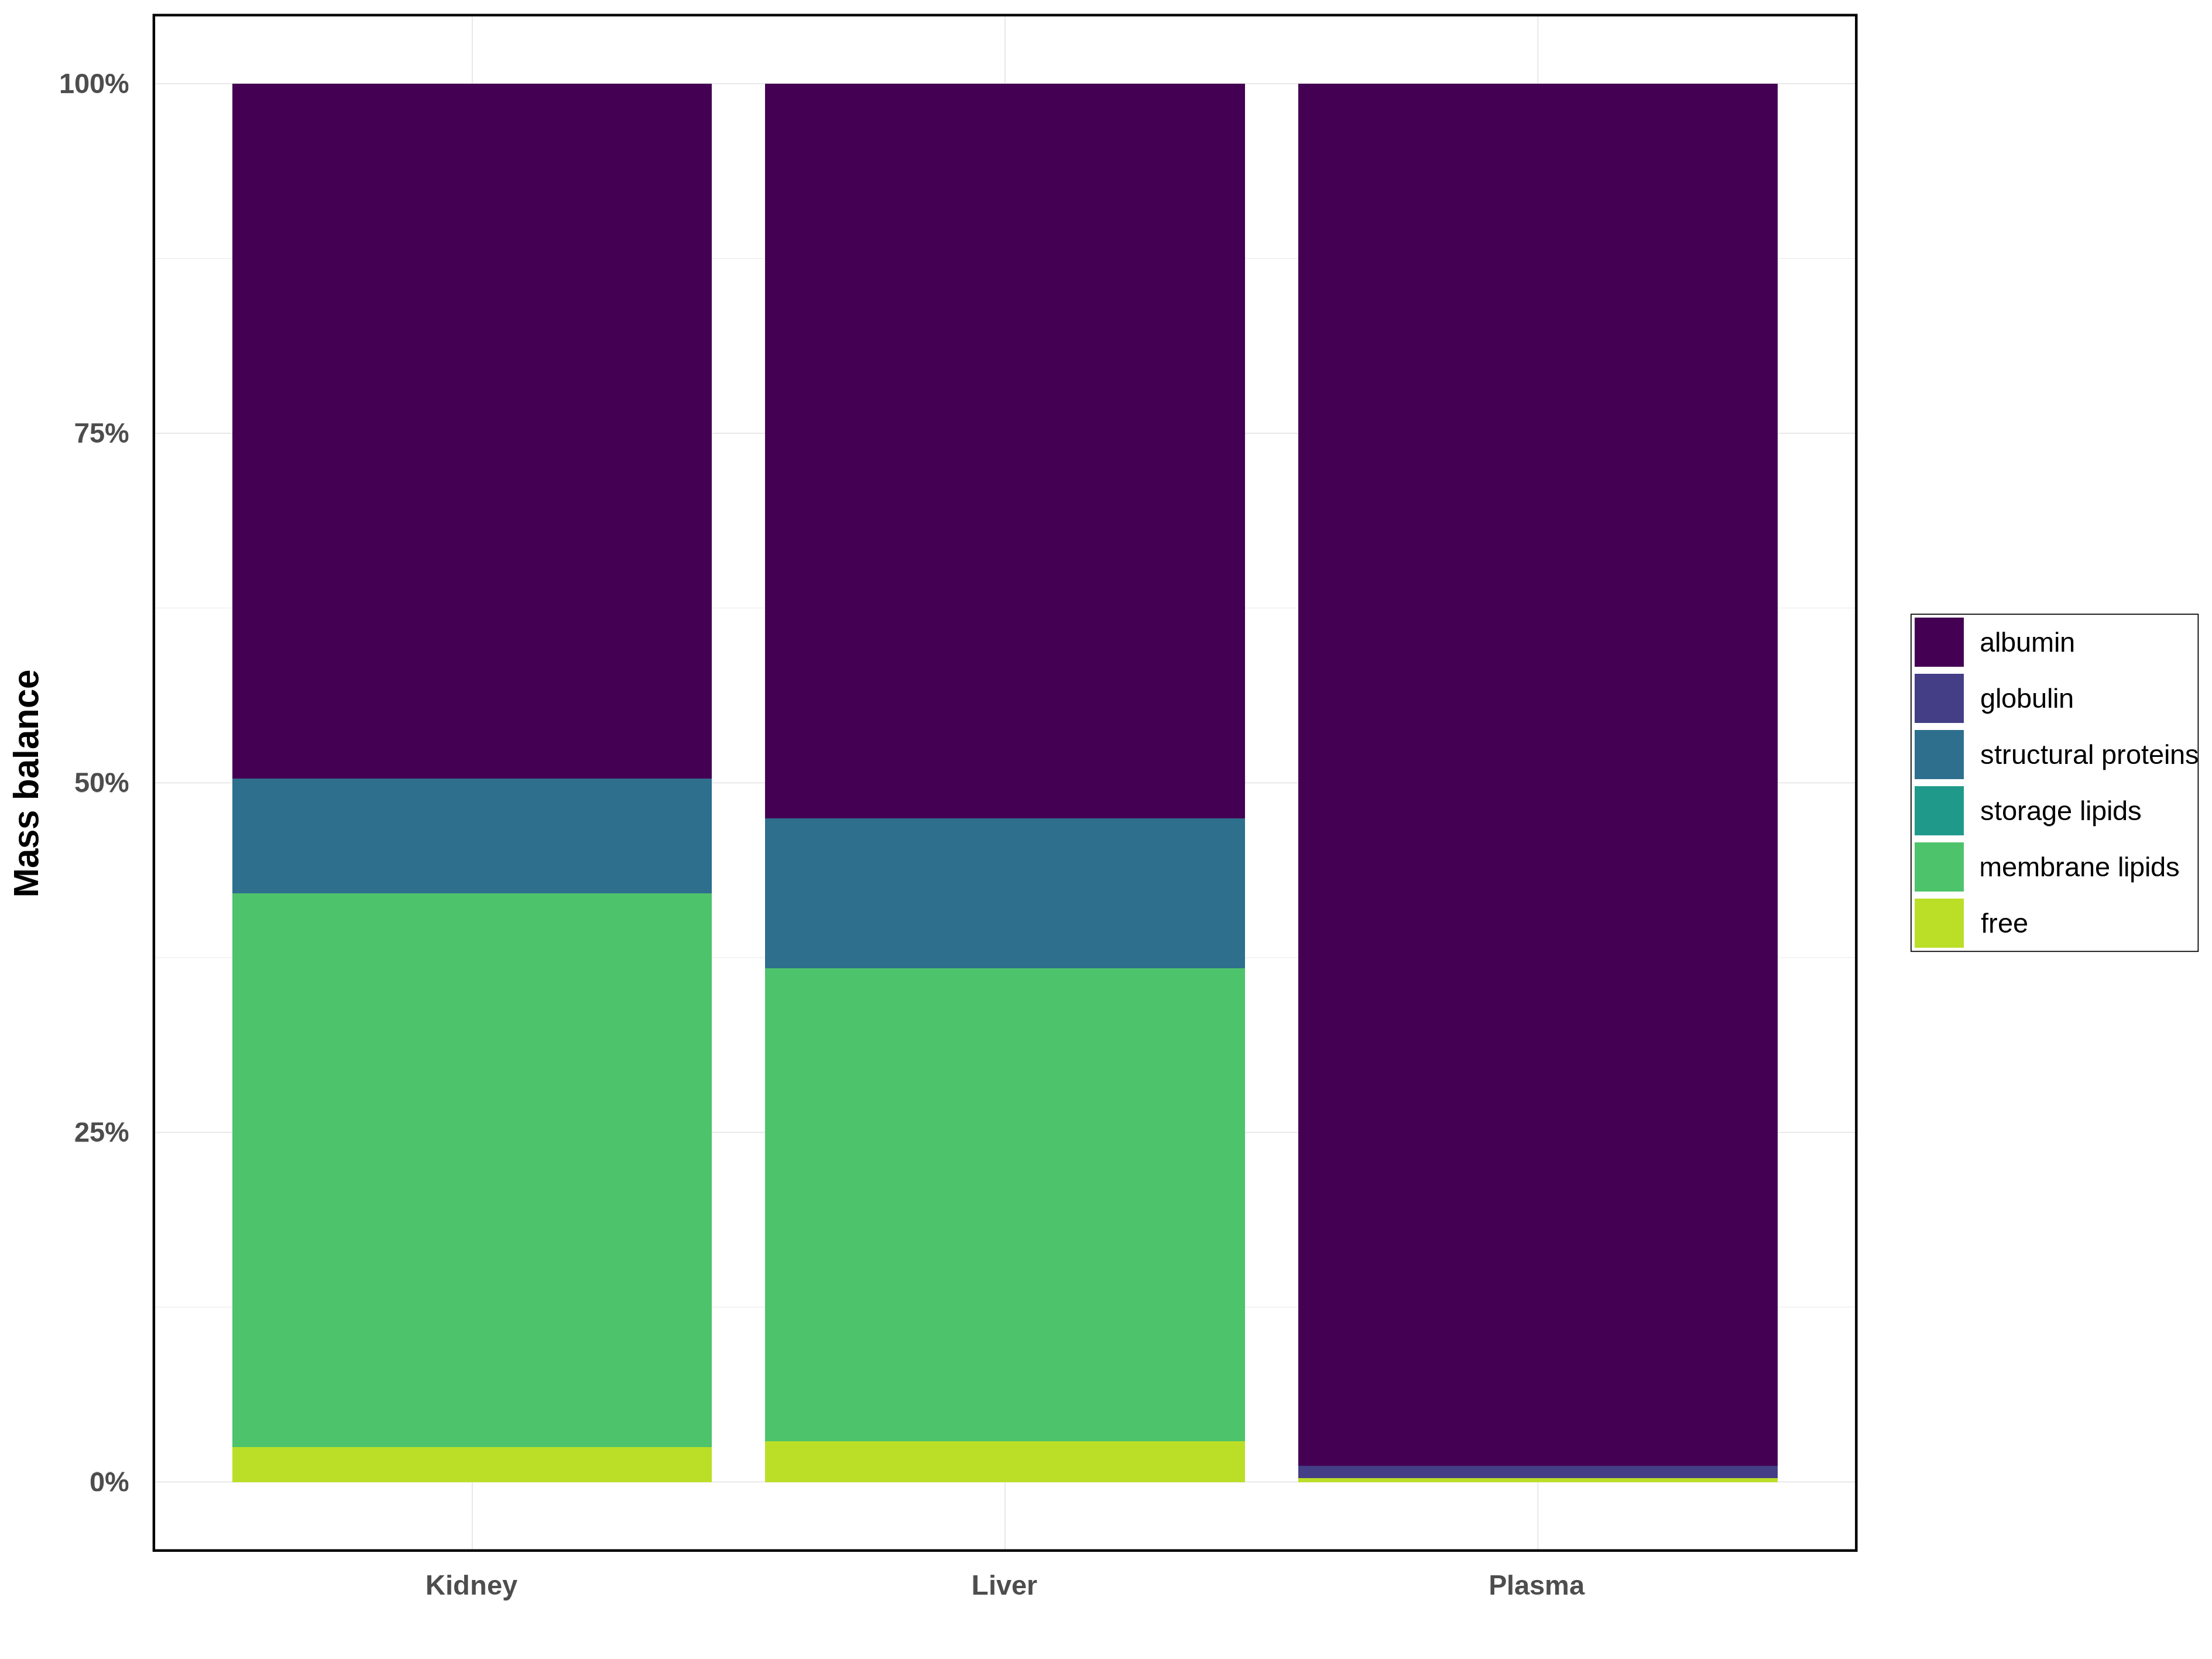 100%
75%
50%
25%
0%
Mass balance
Kidney
Liver
Plasma
albumin
globulin
structural proteins
storage lipids
membrane lipids
free